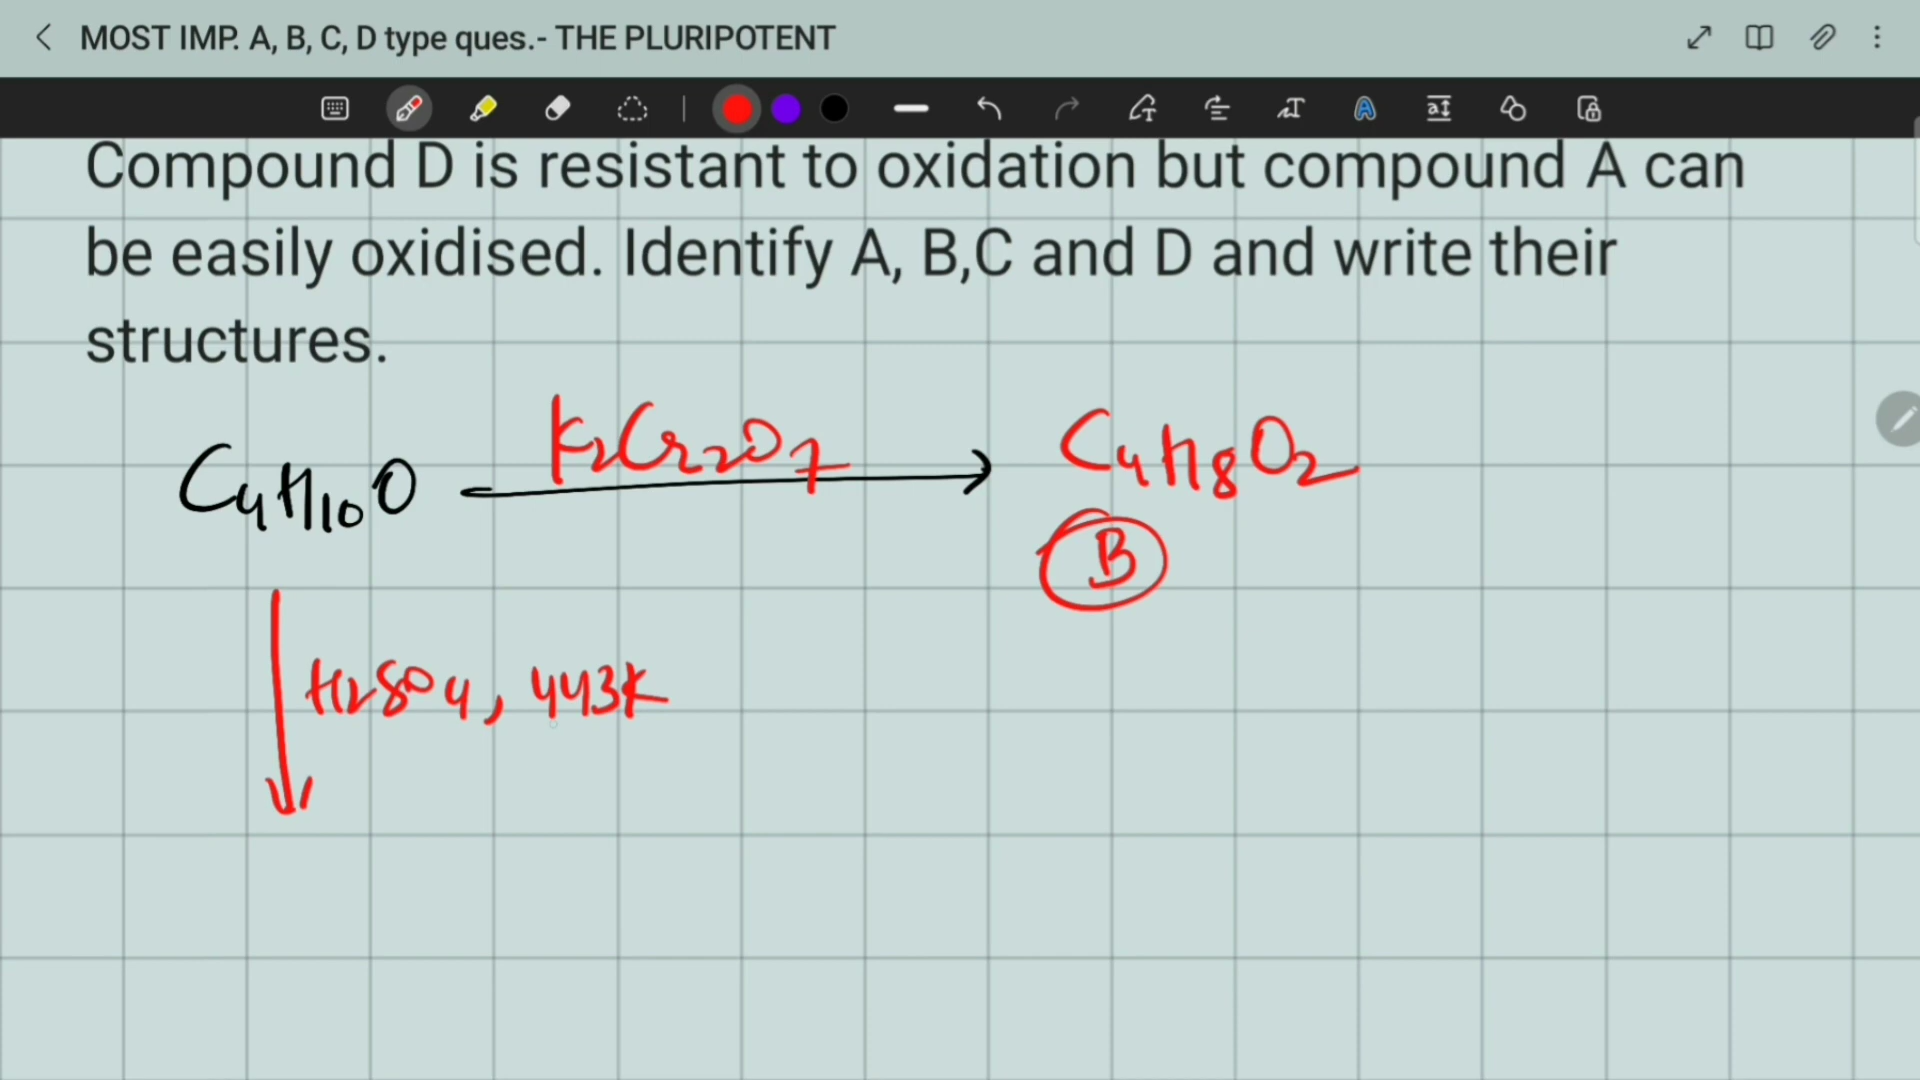 MOST IMP. A, B, C, D type ques.- THE PLURIPOTENT
Compound D is resistant to oxidation but compound A can
be easily oxidised. Identify A, B,C and D and write their
structures.
K2Cr2O7
C4H10O
C4H8O2
B
H2SO4, 443K